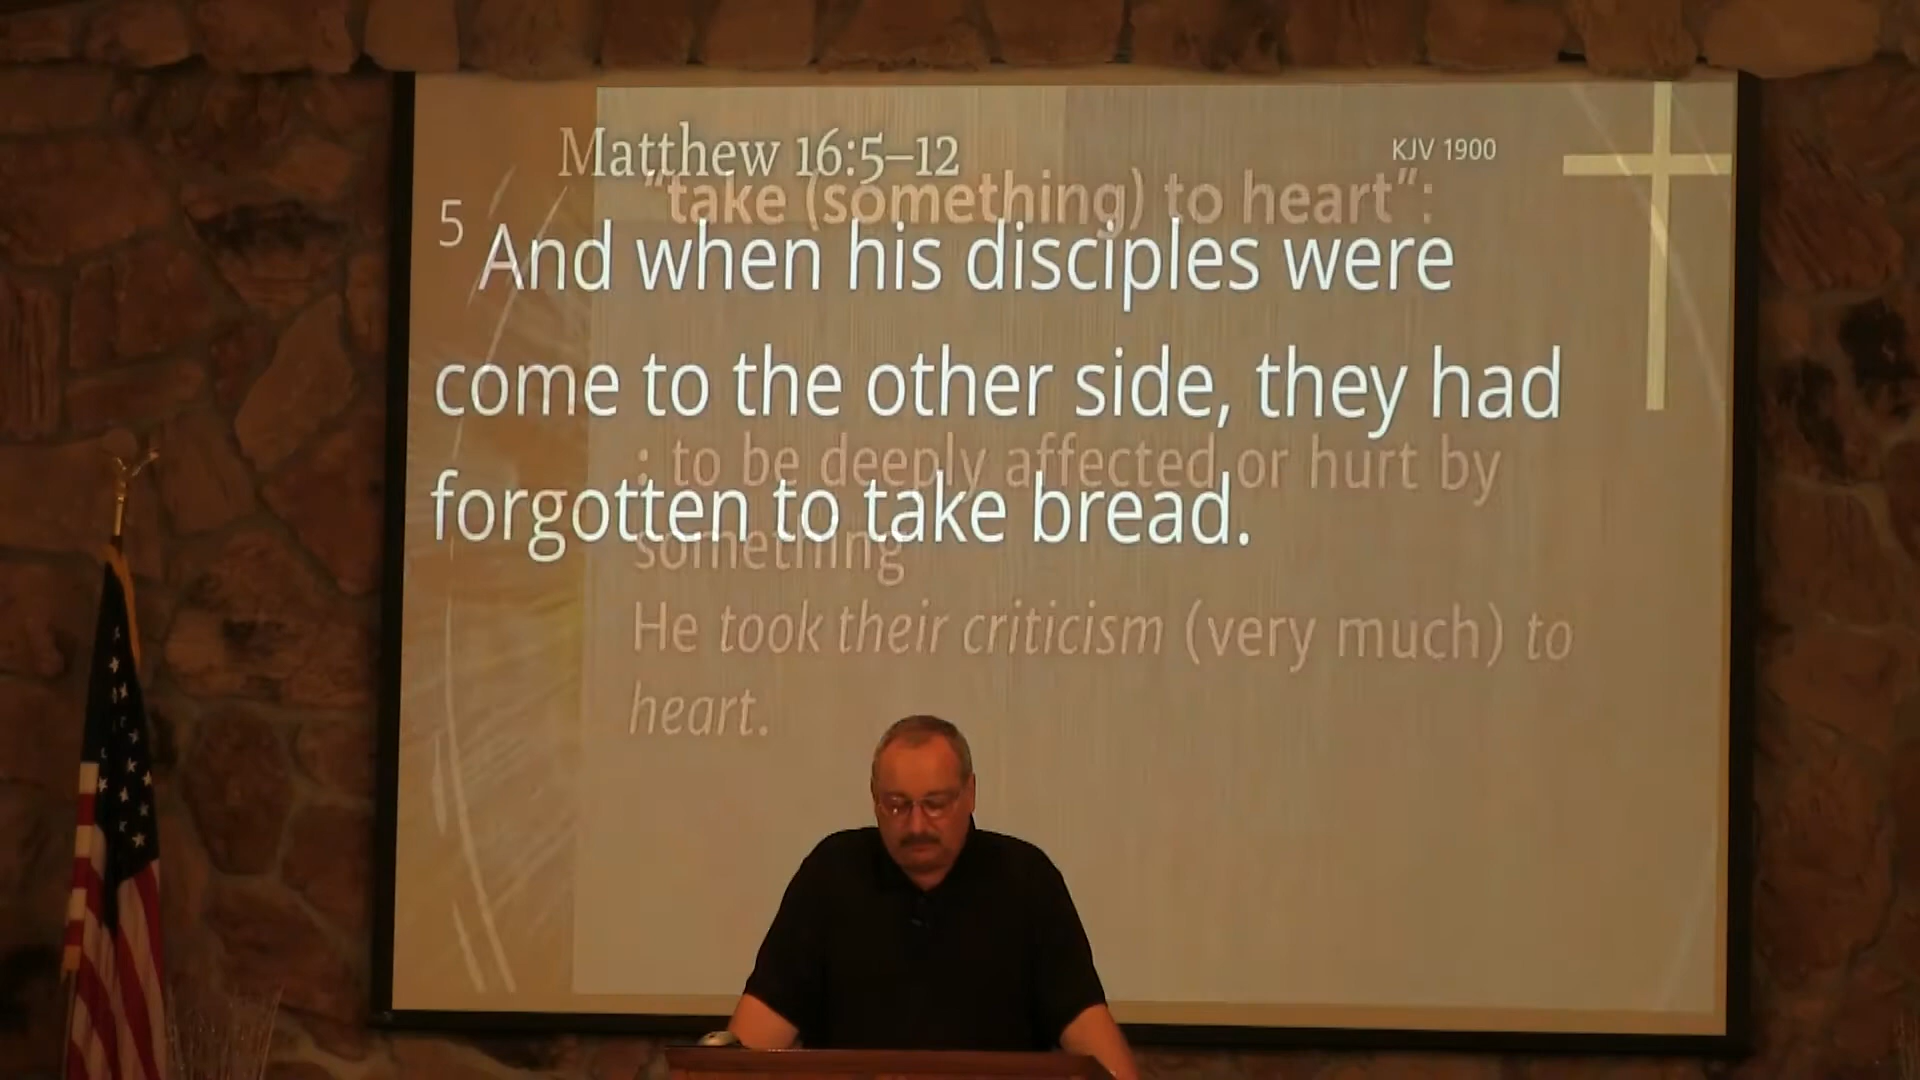 Matthew 16:5–12
KJV 1900
"take (something) to heart":
5 And when his disciples were
come to the other side, they had
: to be deeply affected or hurt by
forgotten to take bread.
something
He took their criticism (very much) to
heart.